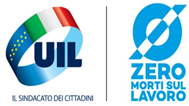 UIL
IL SINDACATO DEI CITTADINI
ZERO
MORTI SUL
LAVORO